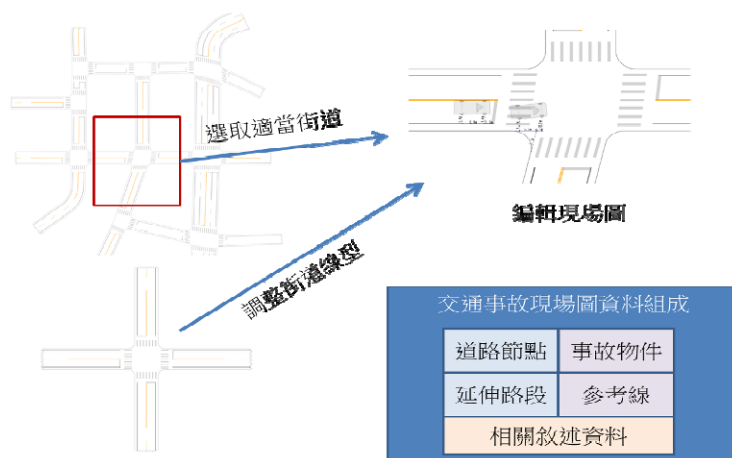 選取適當街道
編輯現場圖
調整街道線型
交通事故現場圖資料組成
道路節點
事故物件
延伸路段
參考線
相關敘述資料